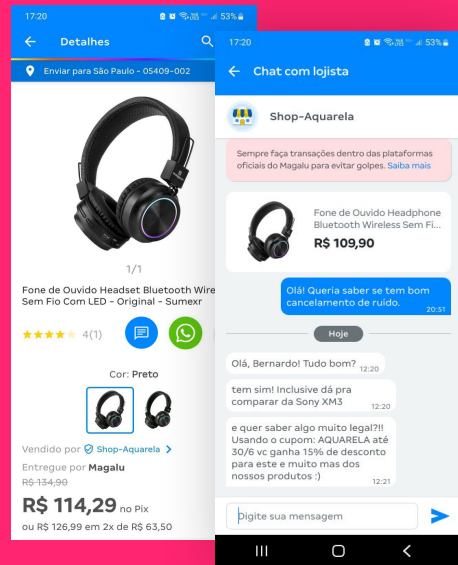 17:20
53%
Detalhes
Enviar para São Paulo - 05409-002
1/1
Fone de Ouvido Headset Bluetooth Wire
Sem Fio Com LED - Original - Sumexr
4(1)
Cor: Preto
Vendido por Shop-Aquarela
Entregue por Magalu
R$ 134,90
R$ 114,29 no Pix
ou R$ 126,99 em 2x de R$ 63,50
17:20
53%
Chat com lojista
Shop-Aquarela
Sempre faça transações dentro das plataformas
oficiais do Magalu para evitar golpes. Saiba mais
Fone de Ouvido Headphone
Bluetooth Wireless Sem Fi...
R$ 109,90
Olá! Queria saber se tem bom
cancelamento de ruído.
20:51
Hoje
Olá, Bernardo! Tudo bom?
12:20
tem sim! Inclusive dá pra
comparar da Sony XM3
12:20
e quer saber algo muito legal?!!
Usando o cupom: AQUARELA até
30/6 vc ganha 15% de desconto
para este e muito mas dos
nossos produtos :)
12:21
Digite sua mensagem